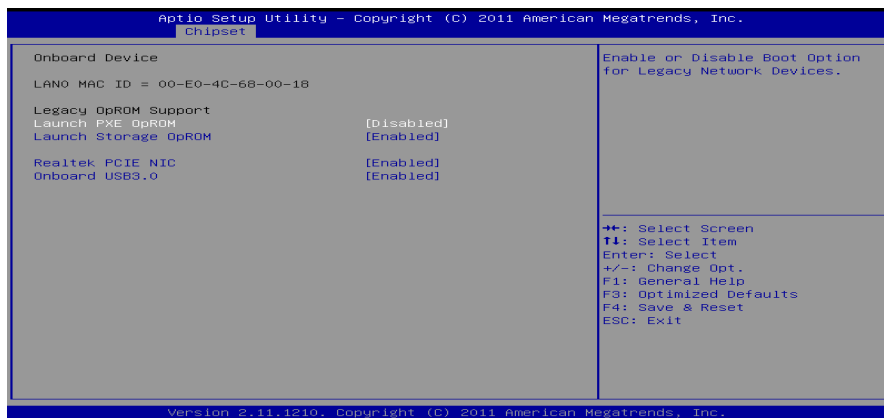 Aptio Setup Utility – Copyright (C) 2011 American Megatrends, Inc.
Chipset
Onboard Device
LAN0 MAC ID = 00-E0-4C-68-00-18
Legacy OpROM Support
Launch PXE OpROM [Disabled]
Launch Storage OpROM [Enabled]
Realtek PCIE NIC [Enabled]
Onboard USB3.0 [Enabled]
Enable or Disable Boot Option
for Legacy Network Devices.
→←: Select Screen
↑↓: Select Item
Enter: Select
+/-: Change Opt.
F1: General Help
F3: Optimized Defaults
F4: Save & Reset
ESC: Exit
Version 2.11.1210. Copyright (C) 2011 American Megatrends, Inc.